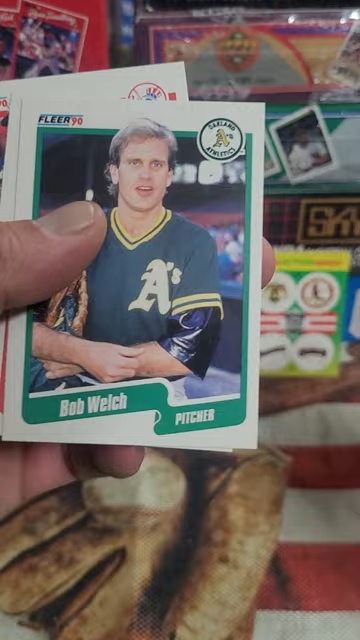 FLEER 90
OAKLAND
A's
ATHLETICS
A's
Bob Welch
PITCHER